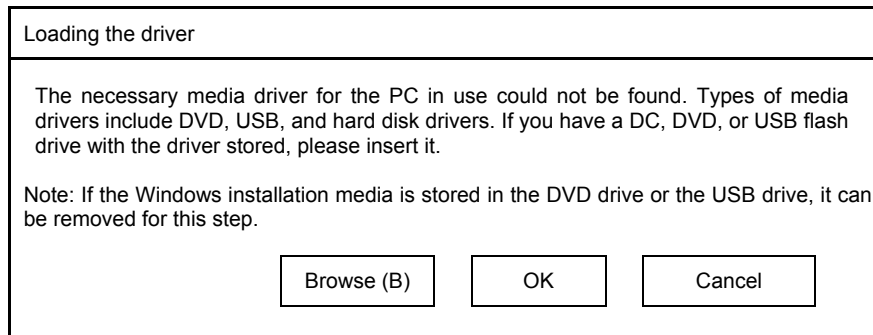 Loading the driver
The necessary media driver for the PC in use could not be found. Types of media
drivers include DVD, USB, and hard disk drivers. If you have a DC, DVD, or USB flash
drive with the driver stored, please insert it.
Note: If the Windows installation media is stored in the DVD drive or the USB drive, it can
be removed for this step.
Browse (B) OK Cancel